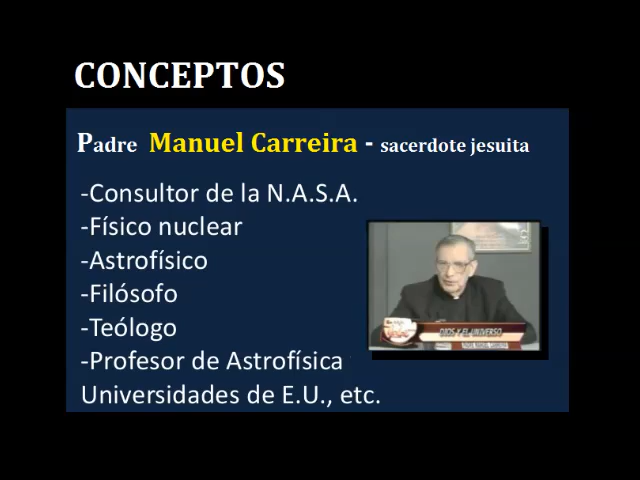 CONCEPTOS
Padre Manuel Carreira - sacerdote jesuita
-Consultor de la N.A.S.A.
-Físico nuclear
-Astrofísico
-Filósofo
-Teólogo
-Profesor de Astrofísica
Universidades de E.U., etc.
DIOS Y EL UNIVERSO